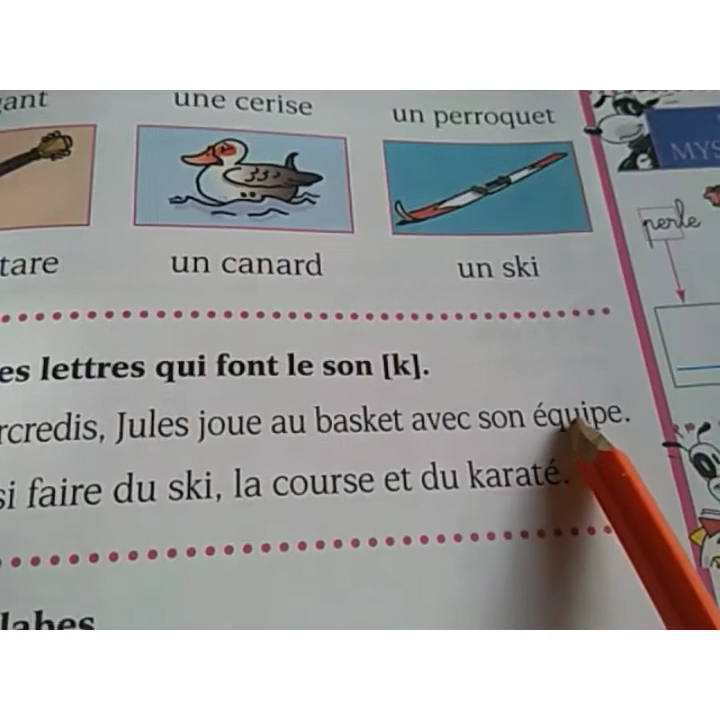 gant une cerise un perroquet
MYS
perle
tare un canard un ski
es lettres qui font le son [k].
rcredis, Jules joue au basket avec son équipe.
si faire du ski, la course et du karaté.
labes